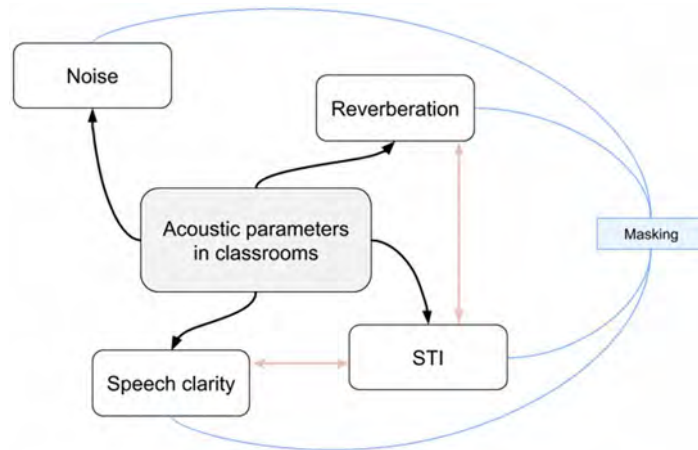 Noise
Reverberation
Acoustic parameters
in classrooms
Masking
STI
Speech clarity